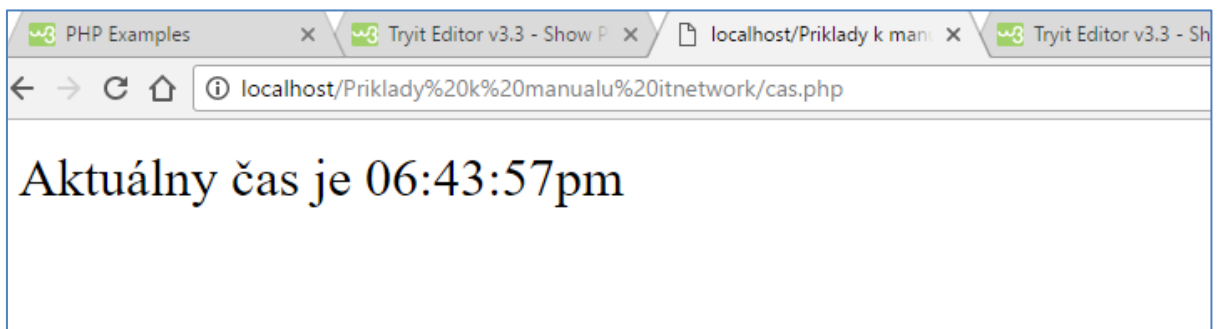 PHP Examples
Tryit Editor v3.3 - Show P
localhost/Priklady k man
Tryit Editor v3.3 - Sh
localhost/Priklady%20k%20manualu%20itnetwork/cas.php
Aktuálny čas je 06:43:57pm